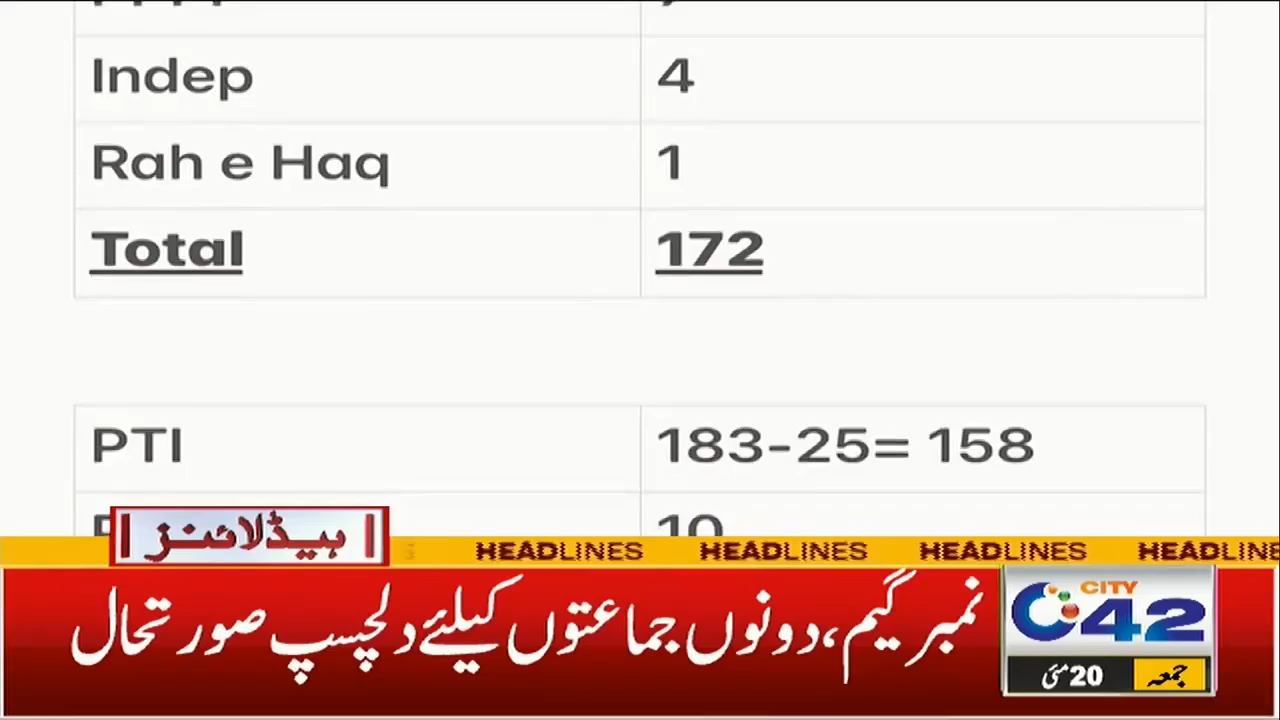 Indep 4
Rah e Haq 1
Total 172
PTI 183-25= 158
10
ہیڈلائنز
HEADLINES HEADLINES HEADLINES HEADLINE
نمبر گیم، دونوں جماعتوں کیلئے دلچسپ صورتحال
CITY
42
جمعہ 20 مئی